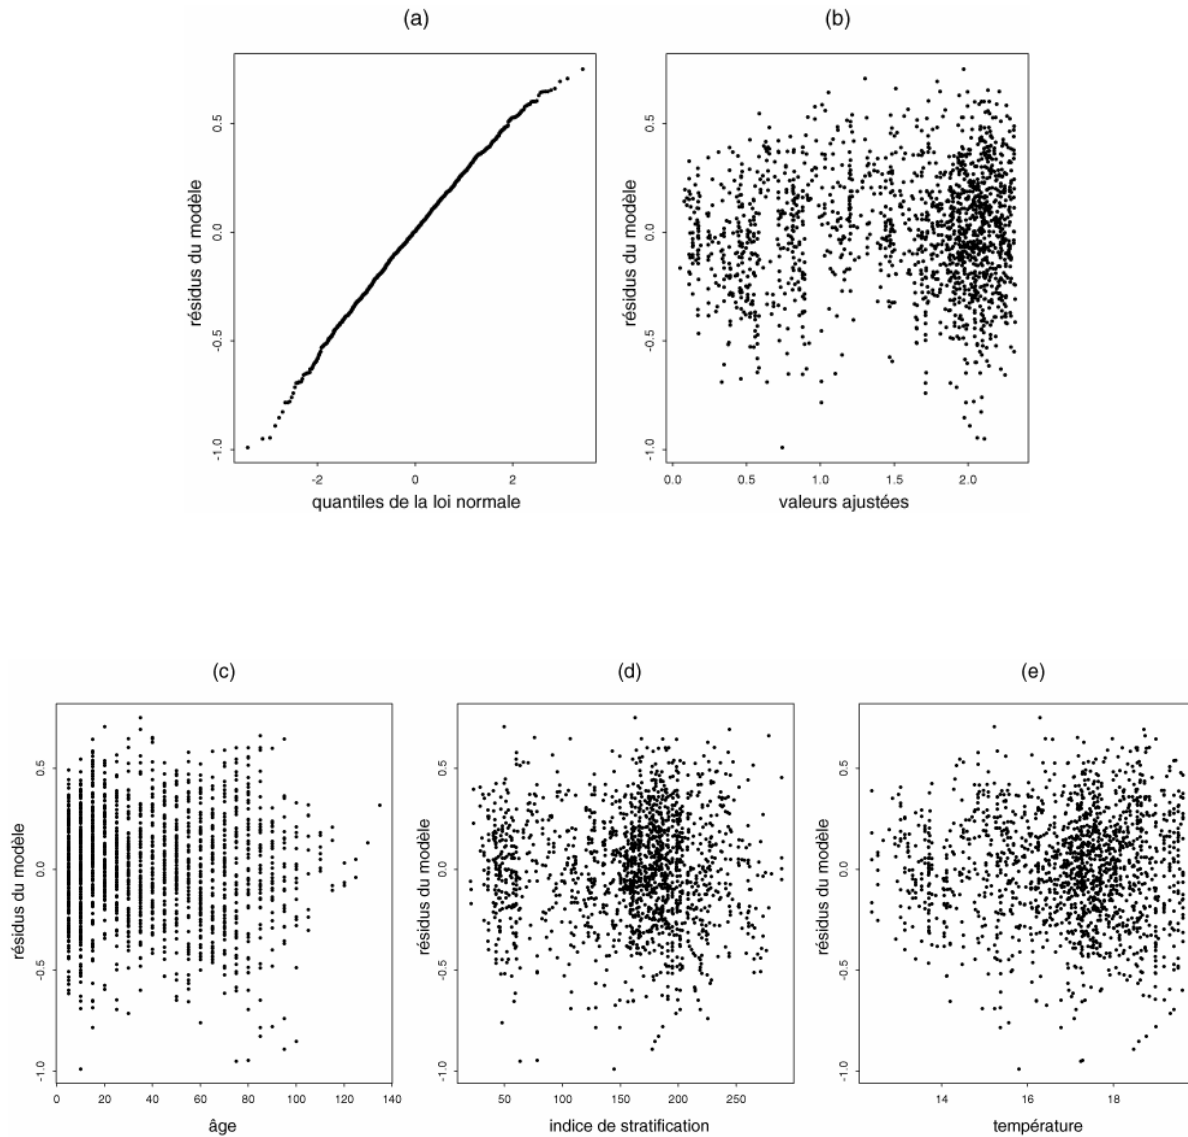 (a)
(b)
résidus du modèle
0.5
0.0
-0.5
-1.0
-2
0
2
quantiles de la loi normale
résidus du modèle
0.5
0.0
-0.5
-1.0
0.0
0.5
1.0
1.5
2.0
valeurs ajustées
(c)
(d)
(e)
résidus du modèle
0.5
0.0
-0.5
-1.0
0
20
40
60
80
100
120
140
âge
résidus du modèle
0.5
0.0
-0.5
-1.0
50
100
150
200
250
indice de stratification
résidus du modèle
0.5
0.0
-0.5
-1.0
14
16
18
température